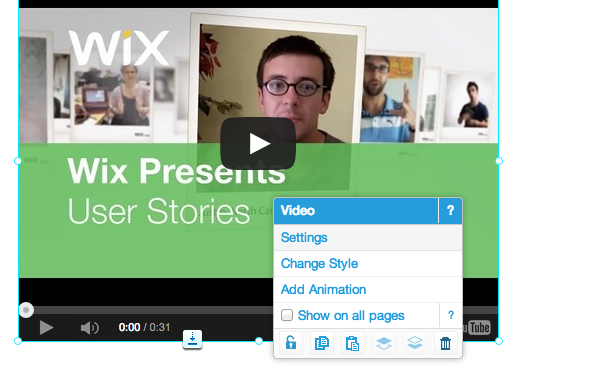 WiX
Wix Presents
User Stories
Video ?
Settings
Change Style
Add Animation
Show on all pages ?
0:00 / 0:31
Tube